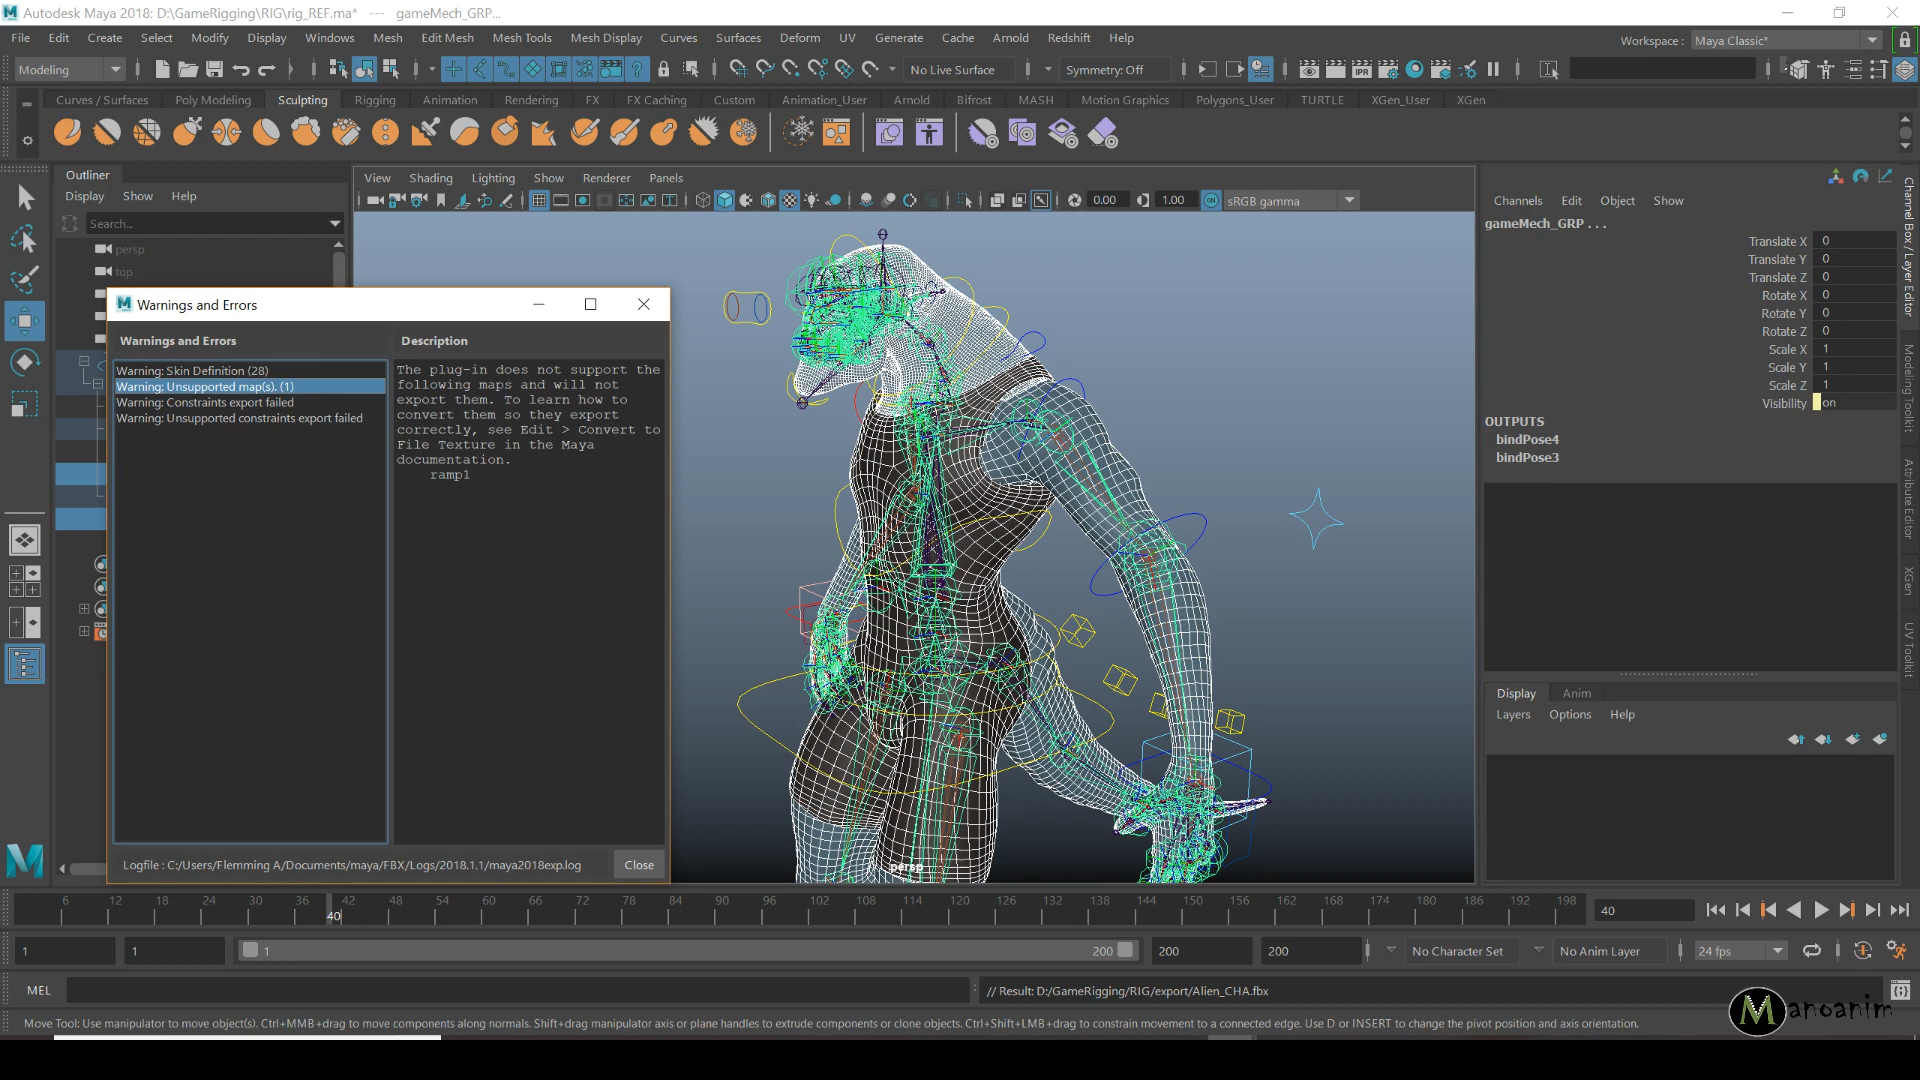 Autodesk Maya 2018: D:\GameRigging\RIG\rig_REF.ma* --- gameMech_GRP...
File Edit Create Select Modify Display Windows Mesh Edit Mesh Mesh Tools Mesh Display Curves Surfaces Deform UV Generate Cache Arnold Redshift Help
Workspace : Maya Classic*
Modeling No Live Surface Symmetry: Off IPR
Curves / Surfaces Poly Modeling Sculpting Rigging Animation Rendering FX FX Caching Custom Animation_User Arnold Bifrost MASH Motion Graphics Polygons_User TURTLE XGen_User XGen
Outliner
Display Show Help
Search...
persp
top
View Shading Lighting Show Renderer Panels
0.00 1.00 ON sRGB gamma
Warnings and Errors
Warnings and Errors
Warning: Skin Definition (28)
Warning: Unsupported map(s). (1)
Warning: Constraints export failed
Warning: Unsupported constraints export failed
Description
The plug-in does not support the
following maps and will not
export them. To learn how to
convert them so they export
correctly, see Edit > Convert to
File Texture in the Maya
documentation.
ramp1
Logfile : C:/Users/Flemming A/Documents/maya/FBX/Logs/2018.1.1/maya2018exp.log
Close
persp
Channels Edit Object Show
gameMech_GRP . . .
Translate X 0
Translate Y 0
Translate Z 0
Rotate X 0
Rotate Y 0
Rotate Z 0
Scale X 1
Scale Y 1
Scale Z 1
Visibility on
OUTPUTS
bindPose4
bindPose3
Display Anim
Layers Options Help
Channel Box / Layer Editor
Modeling Toolkit
Attribute Editor
XGen
UV Toolkit
6 12 18 24 30 36 42 48 54 60 66 72 78 84 90 96 102 108 114 120 126 132 138 144 150 156 162 168 174 180 186 192 198
40
40
1 1 1 200 200 200 No Character Set No Anim Layer 24 fps
MEL
// Result: D:/GameRigging/RIG/export/Alien_CHA.fbx
Move Tool: Use manipulator to move object(s). Ctrl+MMB+drag to move components along normals. Shift+drag manipulator axis or plane handles to extrude components or clone objects. Ctrl+Shift+LMB+drag to constrain movement to a connected edge. Use D or INSERT to change the pivot position and axis orientation.
Manoanim